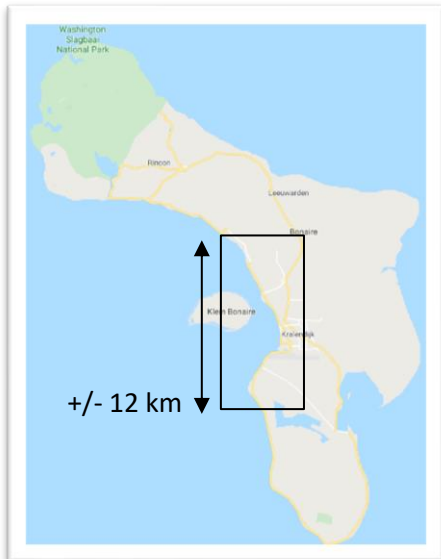 Washington
Slagbaai
National Park
Rincon
Leeuwarden
Bonaire
Klein Bonaire
Kralendijk
+/- 12 km